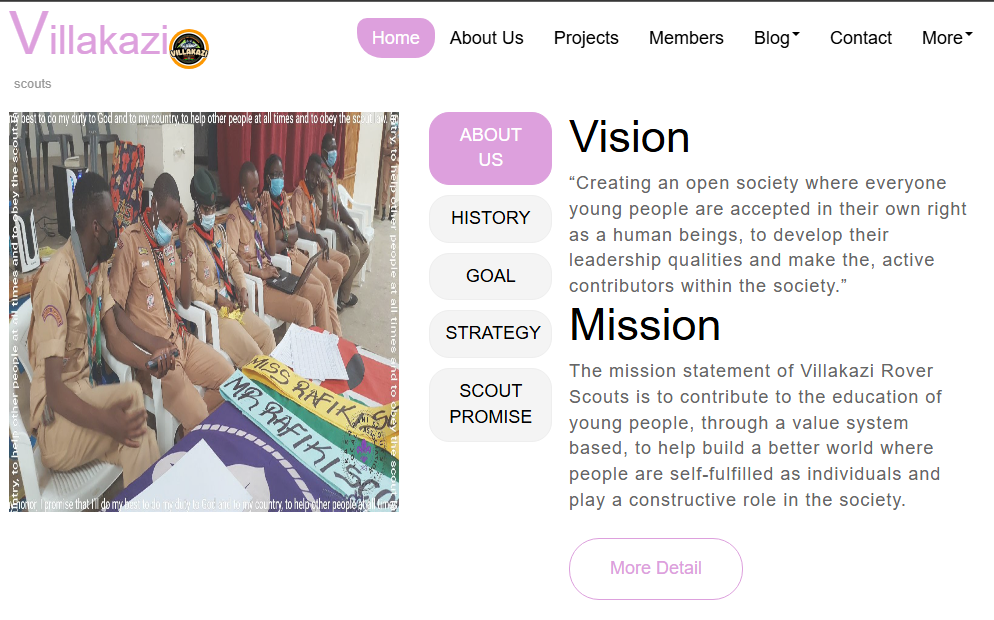 Villakazi
VILLAKAZI
scouts
Home
About Us
Projects
Members
Blog
Contact
More
best to do my duty to God and to my country, to help other people at all times and to obey the scout law.
ntry, to help other people at all times and to obey the scout
ntry, to help other people at all times and to obey the scou
MISS RAFIKI SC
MR RAFIKI SCO
honor I promise that I'll do my best to do my duty to God and to my country, to help other people at all times
ABOUT
US
HISTORY
GOAL
STRATEGY
SCOUT
PROMISE
Vision
“Creating an open society where everyone
young people are accepted in their own right
as a human beings, to develop their
leadership qualities and make the, active
contributors within the society.”
Mission
The mission statement of Villakazi Rover
Scouts is to contribute to the education of
young people, through a value system
based, to help build a better world where
people are self-fulfilled as individuals and
play a constructive role in the society.
More Detail